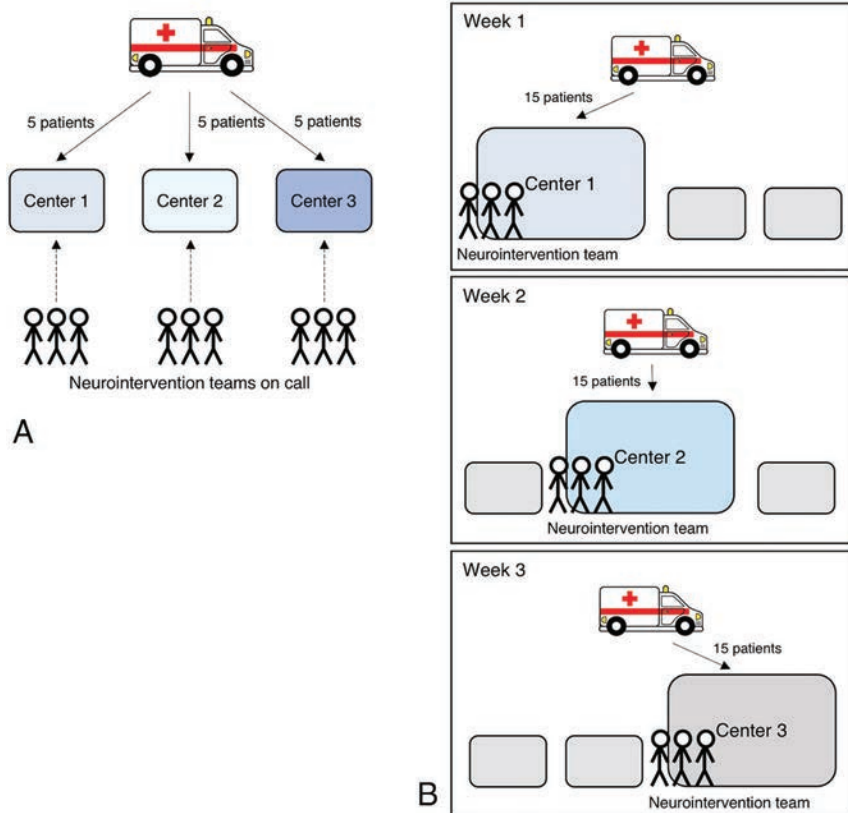 5 patients
5 patients
5 patients
Center 1
Center 2
Center 3
Neurointervention teams on call
A
Week 1
15 patients
Center 1
Neurointervention team
Week 2
15 patients
Center 2
Neurointervention team
Week 3
15 patients
Center 3
Neurointervention team
B